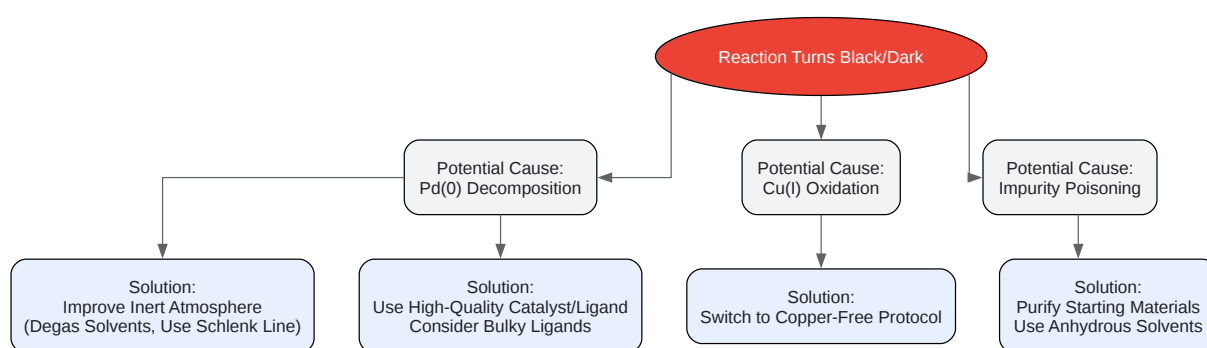 Reaction Turns Black/Dark
Potential Cause:
Pd(0) Decomposition
Potential Cause:
Cu(I) Oxidation
Potential Cause:
Impurity Poisoning
Solution:
Improve Inert Atmosphere
(Degas Solvents, Use Schlenk Line)
Solution:
Use High-Quality Catalyst/Ligand
Consider Bulky Ligands
Solution:
Switch to Copper-Free Protocol
Solution:
Purify Starting Materials
Use Anhydrous Solvents